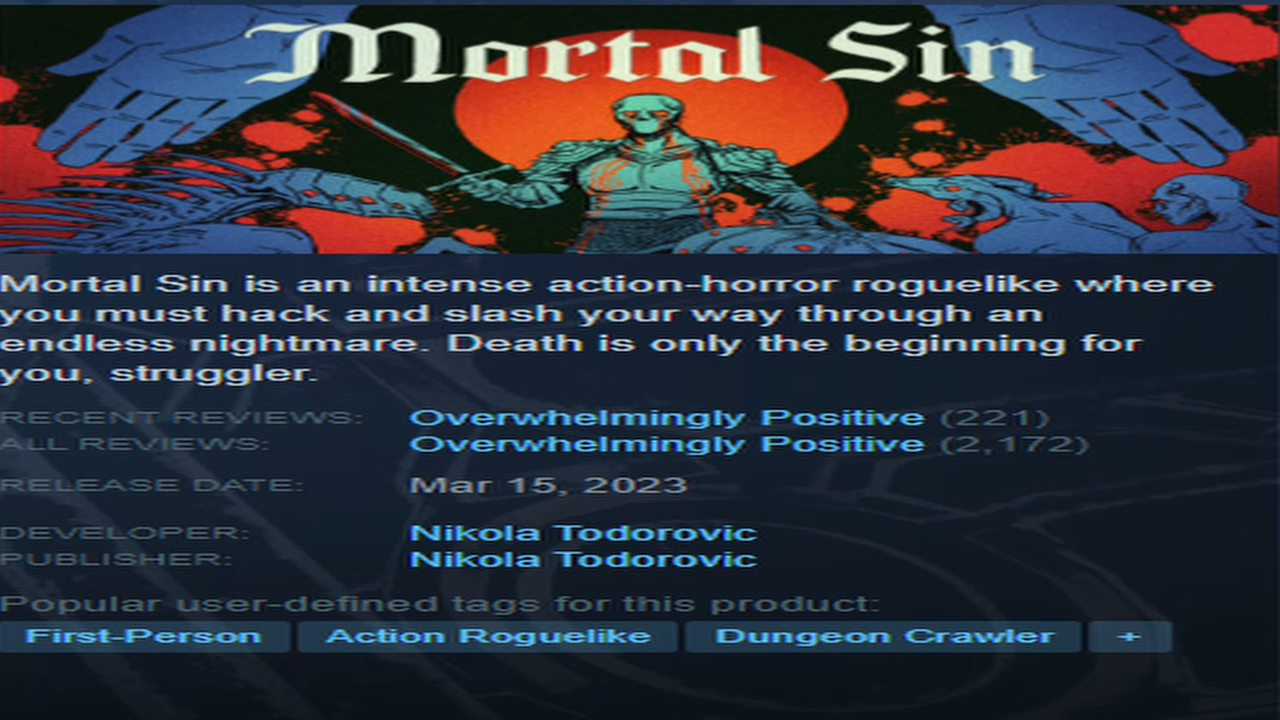 Mortal Sin
Mortal Sin is an intense action-horror roguelike where
you must hack and slash your way through an
endless nightmare. Death is only the beginning for
you, struggler.
RECENT REVIEWS: Overwhelmingly Positive (221)
ALL REVIEWS: Overwhelmingly Positive (2,172)
RELEASE DATE: Mar 15, 2023
DEVELOPER: Nikola Todorovic
PUBLISHER: Nikola Todorovic
Popular user-defined tags for this product:
First-Person Action Roguelike Dungeon Crawler +